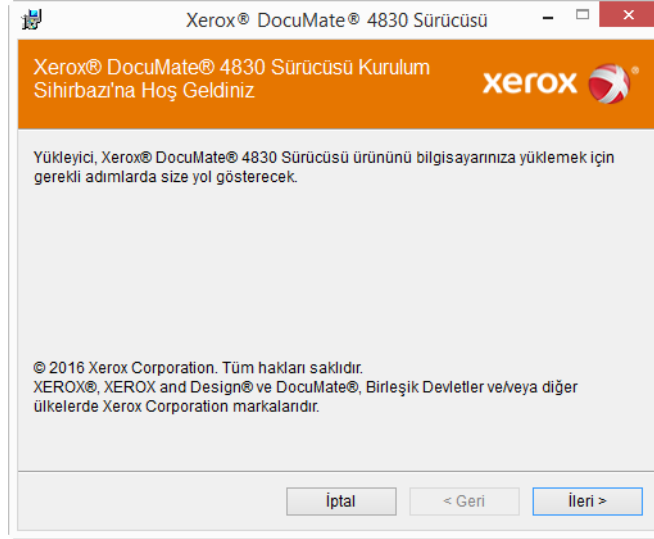 Xerox® DocuMate® 4830 Sürücüsü
Xerox® DocuMate® 4830 Sürücüsü Kurulum
Sihirbazı'na Hoş Geldiniz
xerox
Yükleyici, Xerox® DocuMate® 4830 Sürücüsü ürününü bilgisayarınıza yüklemek için
gerekli adımlarda size yol gösterecek.
© 2016 Xerox Corporation. Tüm hakları saklıdır.
XEROX®, XEROX and Design® ve DocuMate®, Birleşik Devletler ve/veya diğer
ülkelerde Xerox Corporation markalarıdır.
İptal
< Geri
İleri >